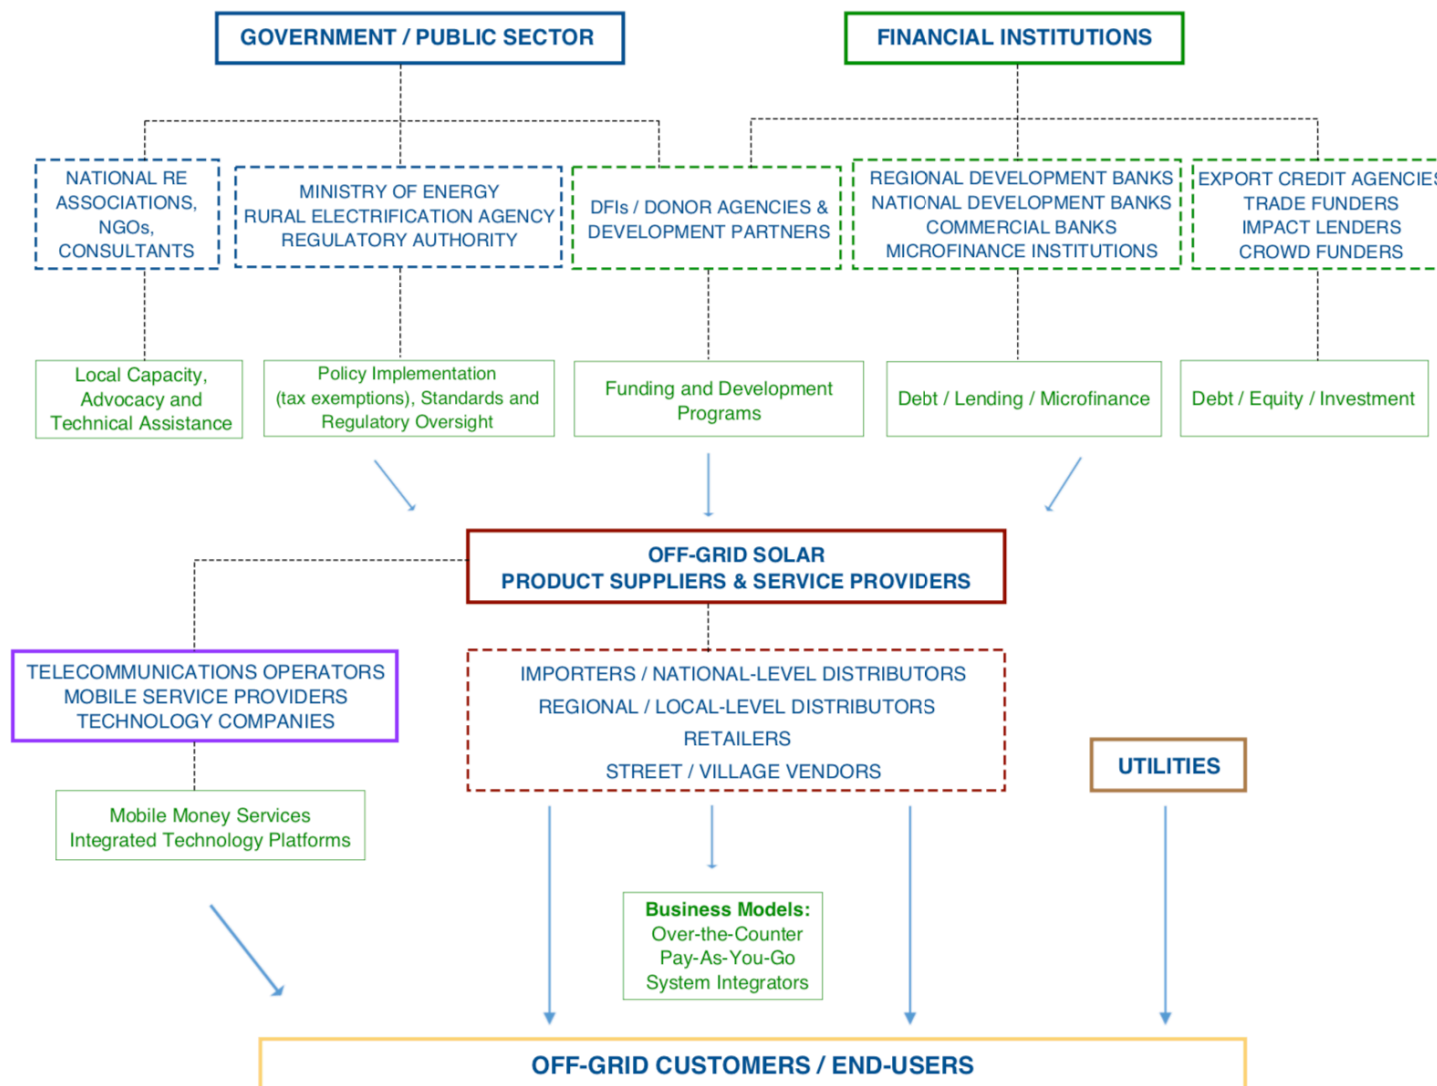 GOVERNMENT / PUBLIC SECTOR
FINANCIAL INSTITUTIONS
NATIONAL RE
ASSOCIATIONS,
NGOs,
CONSULTANTS
MINISTRY OF ENERGY
RURAL ELECTRIFICATION AGENCY
REGULATORY AUTHORITY
DFIs / DONOR AGENCIES &
DEVELOPMENT PARTNERS
REGIONAL DEVELOPMENT BANKS
NATIONAL DEVELOPMENT BANKS
COMMERCIAL BANKS
MICROFINANCE INSTITUTIONS
EXPORT CREDIT AGENCIES
TRADE FUNDERS
IMPACT LENDERS
CROWD FUNDERS
Local Capacity,
Advocacy and
Technical Assistance
Policy Implementation
(tax exemptions), Standards and
Regulatory Oversight
Funding and Development
Programs
Debt / Lending / Microfinance
Debt / Equity / Investment
OFF-GRID SOLAR
PRODUCT SUPPLIERS & SERVICE PROVIDERS
TELECOMMUNICATIONS OPERATORS
MOBILE SERVICE PROVIDERS
TECHNOLOGY COMPANIES
IMPORTERS / NATIONAL-LEVEL DISTRIBUTORS
REGIONAL / LOCAL-LEVEL DISTRIBUTORS
RETAILERS
STREET / VILLAGE VENDORS
UTILITIES
Mobile Money Services
Integrated Technology Platforms
Business Models:
Over-the-Counter
Pay-As-You-Go
System Integrators
OFF-GRID CUSTOMERS / END-USERS